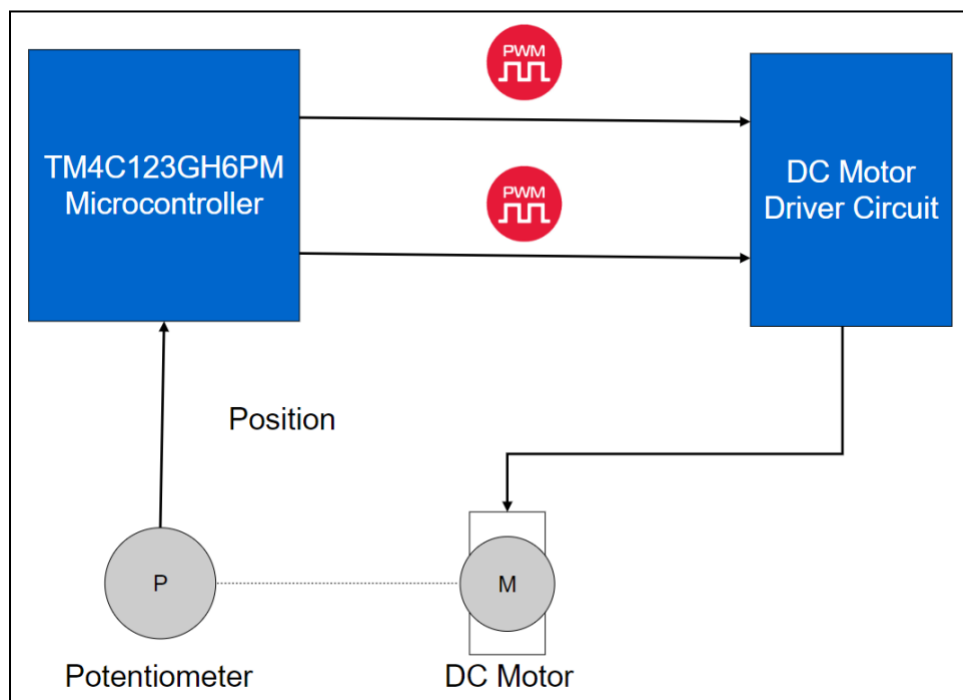 PWM
TM4C123GH6PM
Microcontroller
PWM
DC Motor
Driver Circuit
Position
P
M
Potentiometer
DC Motor